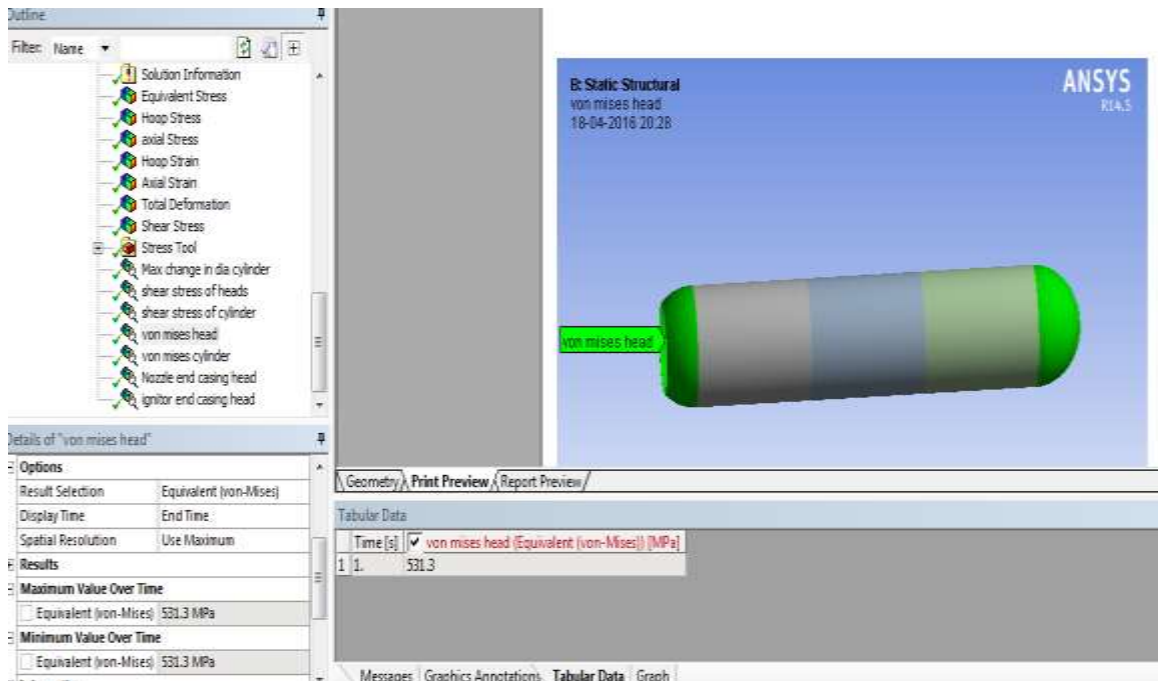 Outline
Filter: Name
Solution Information
Equivalent Stress
Hoop Stress
axial Stress
Hoop Strain
Axial Strain
Total Deformation
Shear Stress
Stress Tool
Max change in dia cylinder
shear stress of heads
shear stress of cylinder
von mises head
von mises cylinder
Nozzle end casing head
ignitor end casing head
Details of "von mises head"
Options
Result Selection Equivalent (von-Mises)
Display Time End Time
Spatial Resolution Use Maximum
Results
Maximum Value Over Time
Equivalent (von-Mises) 531.3 MPa
Minimum Value Over Time
Equivalent (von-Mises) 531.3 MPa
B: Static Structural
von mises head
18-04-2016 20:28
ANSYS
R14.5
von mises head
Geometry Print Preview Report Preview
Tabular Data
Time [s] von mises head (Equivalent (von-Mises)) [MPa]
1 1. 531.3
Messages Graphics Annotations Tabular Data Graph